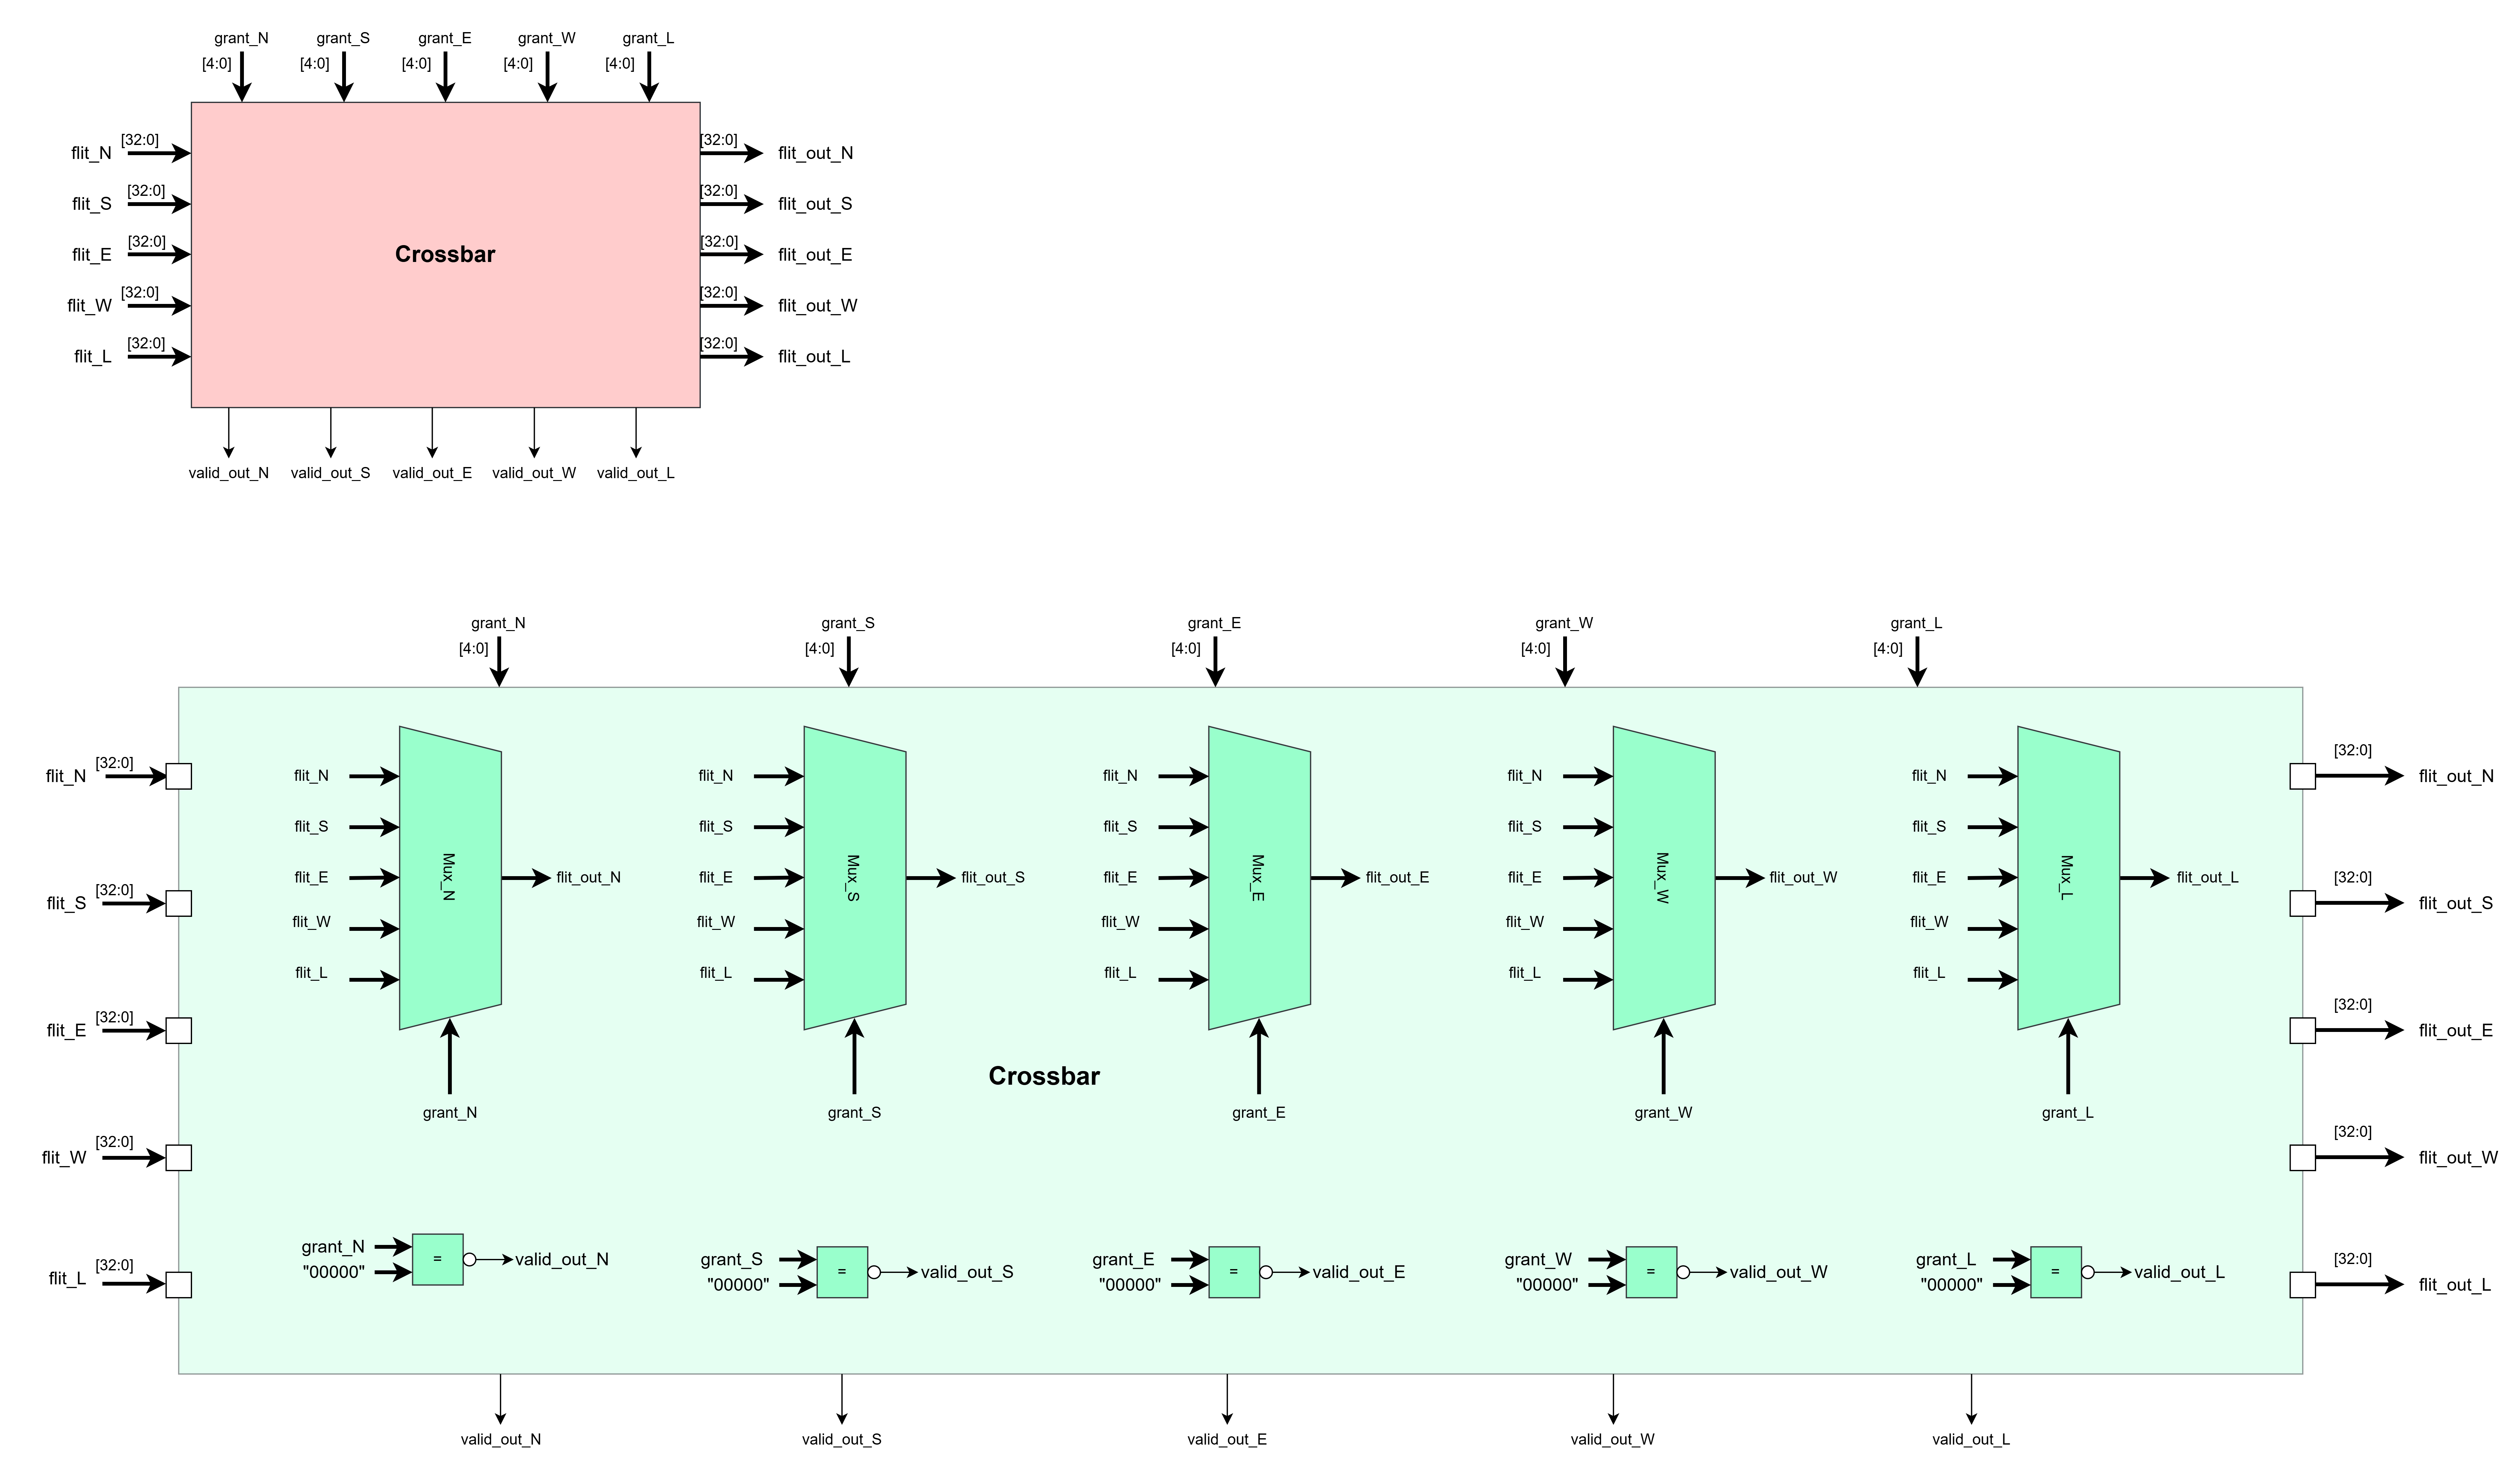 grant_N grant_S grant_E grant_W grant_L
[4:0] [4:0] [4:0] [4:0] [4:0]
flit_N [32:0] [32:0] flit_out_N
flit_S [32:0] [32:0] flit_out_S
flit_E [32:0] Crossbar [32:0] flit_out_E
flit_W [32:0] [32:0] flit_out_W
flit_L [32:0] [32:0] flit_out_L
valid_out_N valid_out_S valid_out_E valid_out_W valid_out_L
grant_N grant_S grant_E grant_W grant_L
[4:0] [4:0] [4:0] [4:0] [4:0]
flit_N [32:0] flit_N flit_N flit_N flit_N flit_N [32:0] flit_out_N
flit_S flit_S flit_S flit_S flit_S
Mux_N Mux_S Mux_E Mux_W Mux_L
flit_E flit_out_N flit_E flit_out_S flit_E flit_out_E flit_E flit_out_W flit_E flit_out_L
flit_S [32:0] flit_W flit_W flit_W flit_W flit_W [32:0] flit_out_S
flit_L flit_L flit_L flit_L flit_L
flit_E [32:0] [32:0] flit_out_E
Crossbar
grant_N grant_S grant_E grant_W grant_L
flit_W [32:0] [32:0] flit_out_W
grant_N = valid_out_N
"00000"
grant_S = valid_out_S
"00000"
grant_E = valid_out_E
"00000"
grant_W = valid_out_W
"00000"
grant_L = valid_out_L
"00000"
flit_L [32:0] [32:0] flit_out_L
valid_out_N valid_out_S valid_out_E valid_out_W valid_out_L